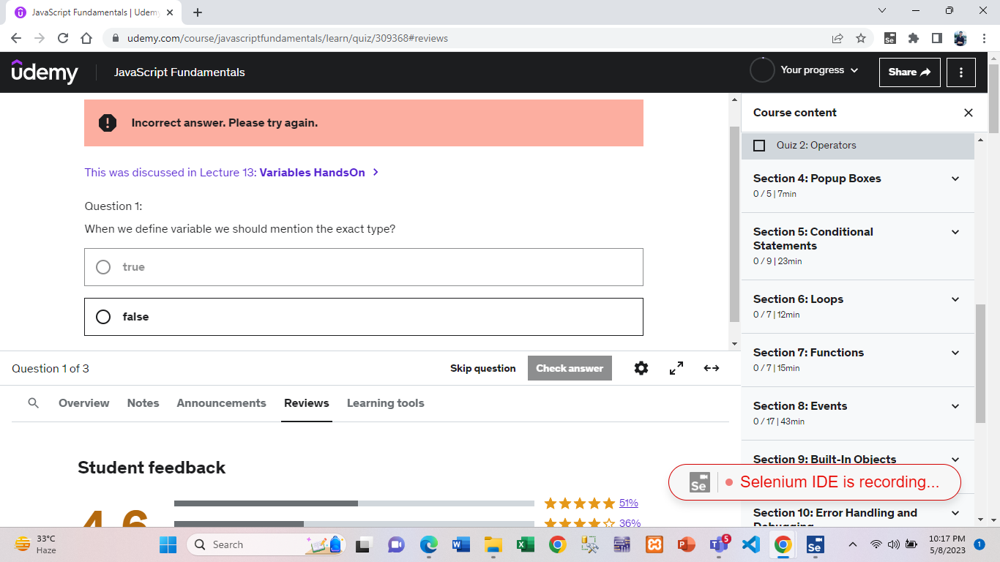 JavaScript Fundamentals | Udem
udemy.com/course/javascriptfundamentals/learn/quiz/309368#reviews
Se
ûdemy
JavaScript Fundamentals
Your progress
Share
Incorrect answer. Please try again.
This was discussed in Lecture 13: Variables HandsOn
Question 1:
When we define variable we should mention the exact type?
true
false
Question 1 of 3
Skip question
Check answer
Overview
Notes
Announcements
Reviews
Learning tools
Student feedback
4.6
51%
36%
Course content
Quiz 2: Operators
Section 4: Popup Boxes
0 / 5 | 7min
Section 5: Conditional
Statements
0 / 9 | 23min
Section 6: Loops
0 / 7 | 12min
Section 7: Functions
0 / 7 | 15min
Section 8: Events
0 / 17 | 43min
Section 9: Built-In Objects
Se
Selenium IDE is recording...
Section 10: Error Handling and
Debugging
33°C
Haze
Search
5
Se
10:17 PM
5/8/2023
1